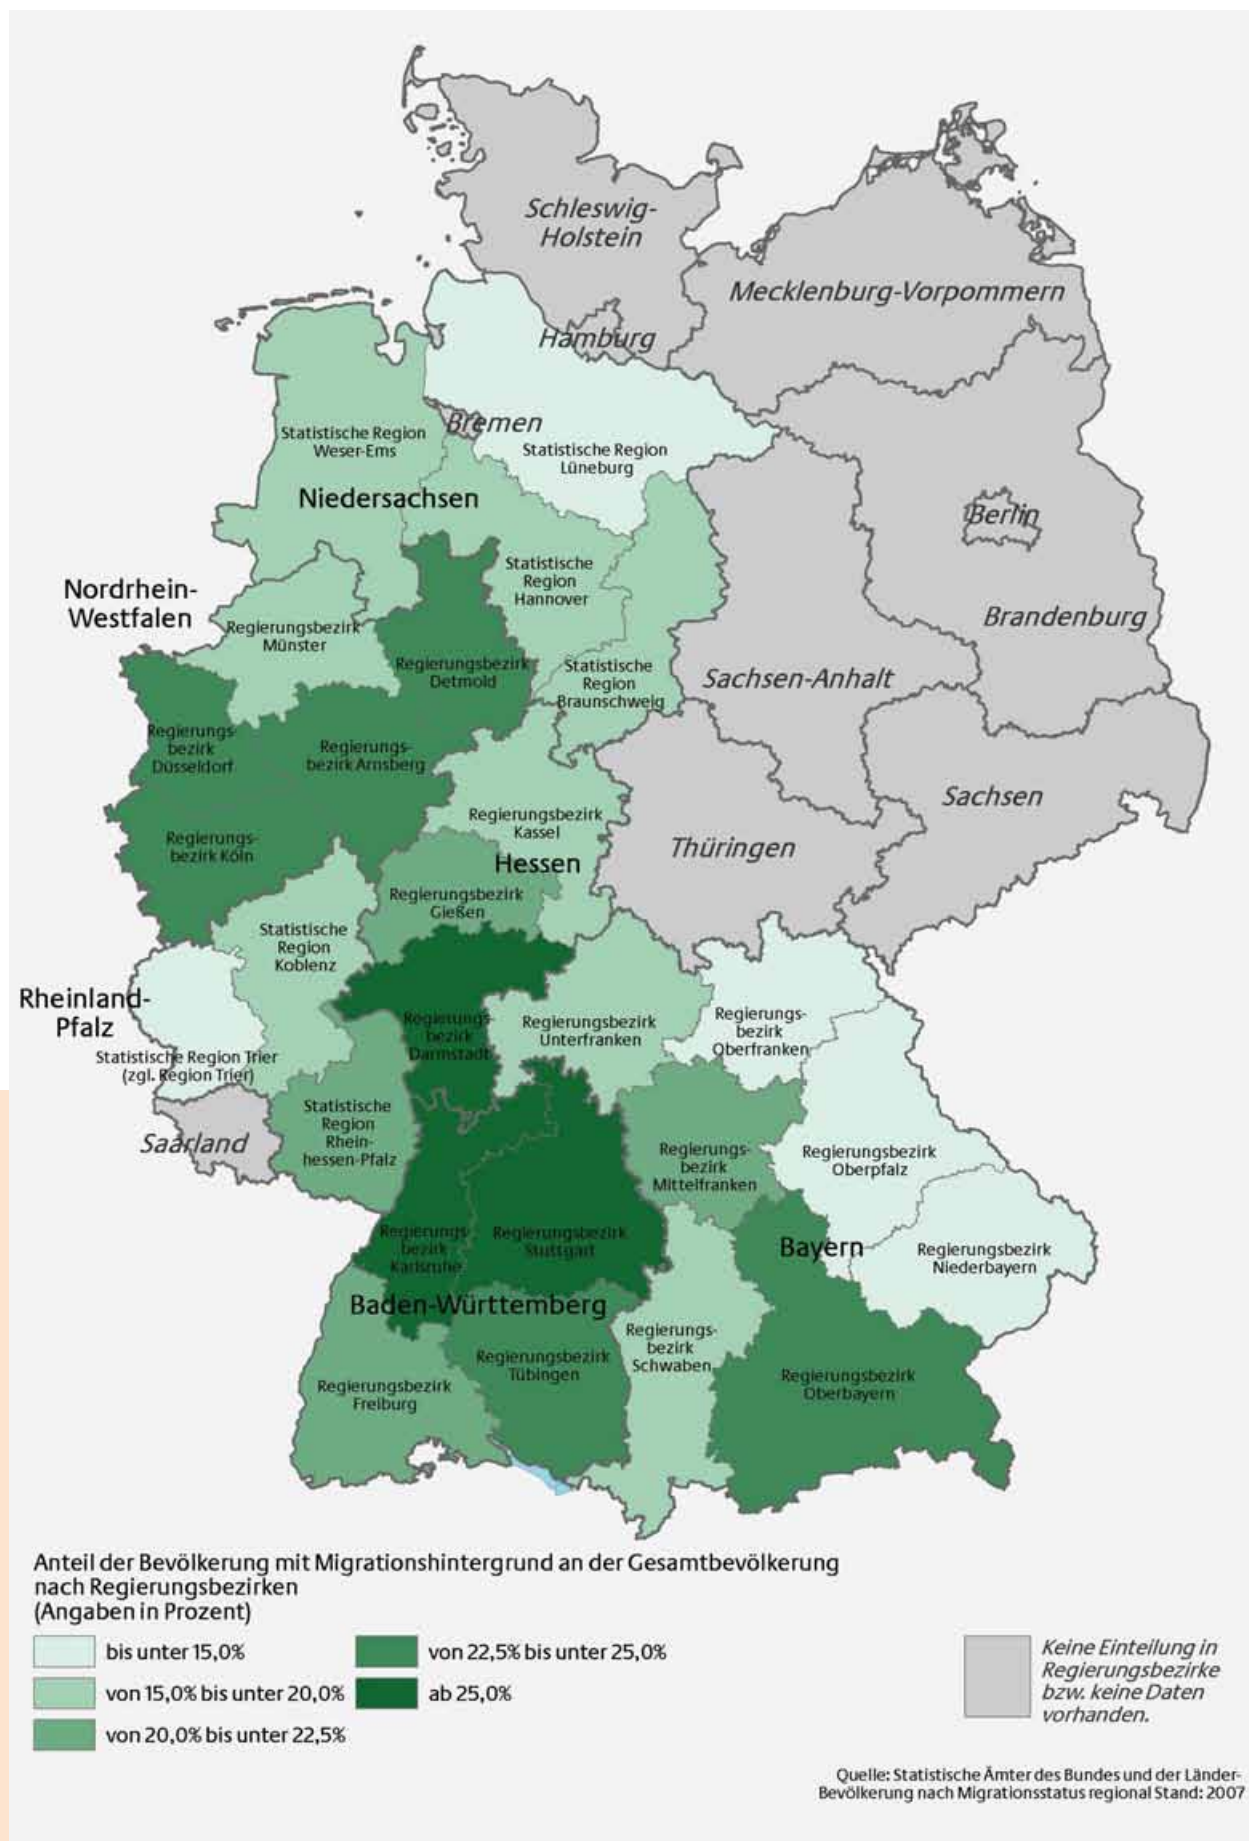 Schleswig-
Holstein
Mecklenburg-Vorpommern
Hamburg
Bremen
Statistische Region
Weser-Ems
Statistische Region
Lüneburg
Niedersachsen
Berlin
Statistische
Region
Hannover
Nordrhein-
Westfalen
Brandenburg
Regierungsbezirk
Münster
Regierungsbezirk
Detmold
Statistische
Region
Braunschweig
Sachsen-Anhalt
Regierungs-
bezirk
Düsseldorf
Regierungs-
bezirk Arnsberg
Sachsen
Regierungsbezirk
Kassel
Regierungs-
bezirk Köln
Hessen
Thüringen
Regierungsbezirk
Gießen
Statistische
Region
Koblenz
Rheinland-
Pfalz
Regierungs-
bezirk
Darmstadt
Regierungsbezirk
Unterfranken
Regierungs-
bezirk
Oberfranken
Statistische Region Trier
(zgl. Region Trier)
Statistische
Region
Rhein-
hessen-Pfalz
Saarland
Regierungs-
bezirk
Mittelfranken
Regierungsbezirk
Oberpfalz
Regierungs-
bezirk
Karlsruhe
Regierungsbezirk
Stuttgart
Bayern
Regierungsbezirk
Niederbayern
Baden-Württemberg
Regierungs-
bezirk
Schwaben
Regierungsbezirk
Tübingen
Regierungsbezirk
Freiburg
Regierungsbezirk
Oberbayern
Anteil der Bevölkerung mit Migrationshintergrund an der Gesamtbevölkerung
nach Regierungsbezirken
(Angaben in Prozent)
bis unter 15,0%
von 15,0% bis unter 20,0%
von 20,0% bis unter 22,5%
von 22,5% bis unter 25,0%
ab 25,0%
Keine Einteilung in
Regierungsbezirke
bzw. keine Daten
vorhanden.
Quelle: Statistische Ämter des Bundes und der Länder-
Bevölkerung nach Migrationsstatus regional Stand: 2007